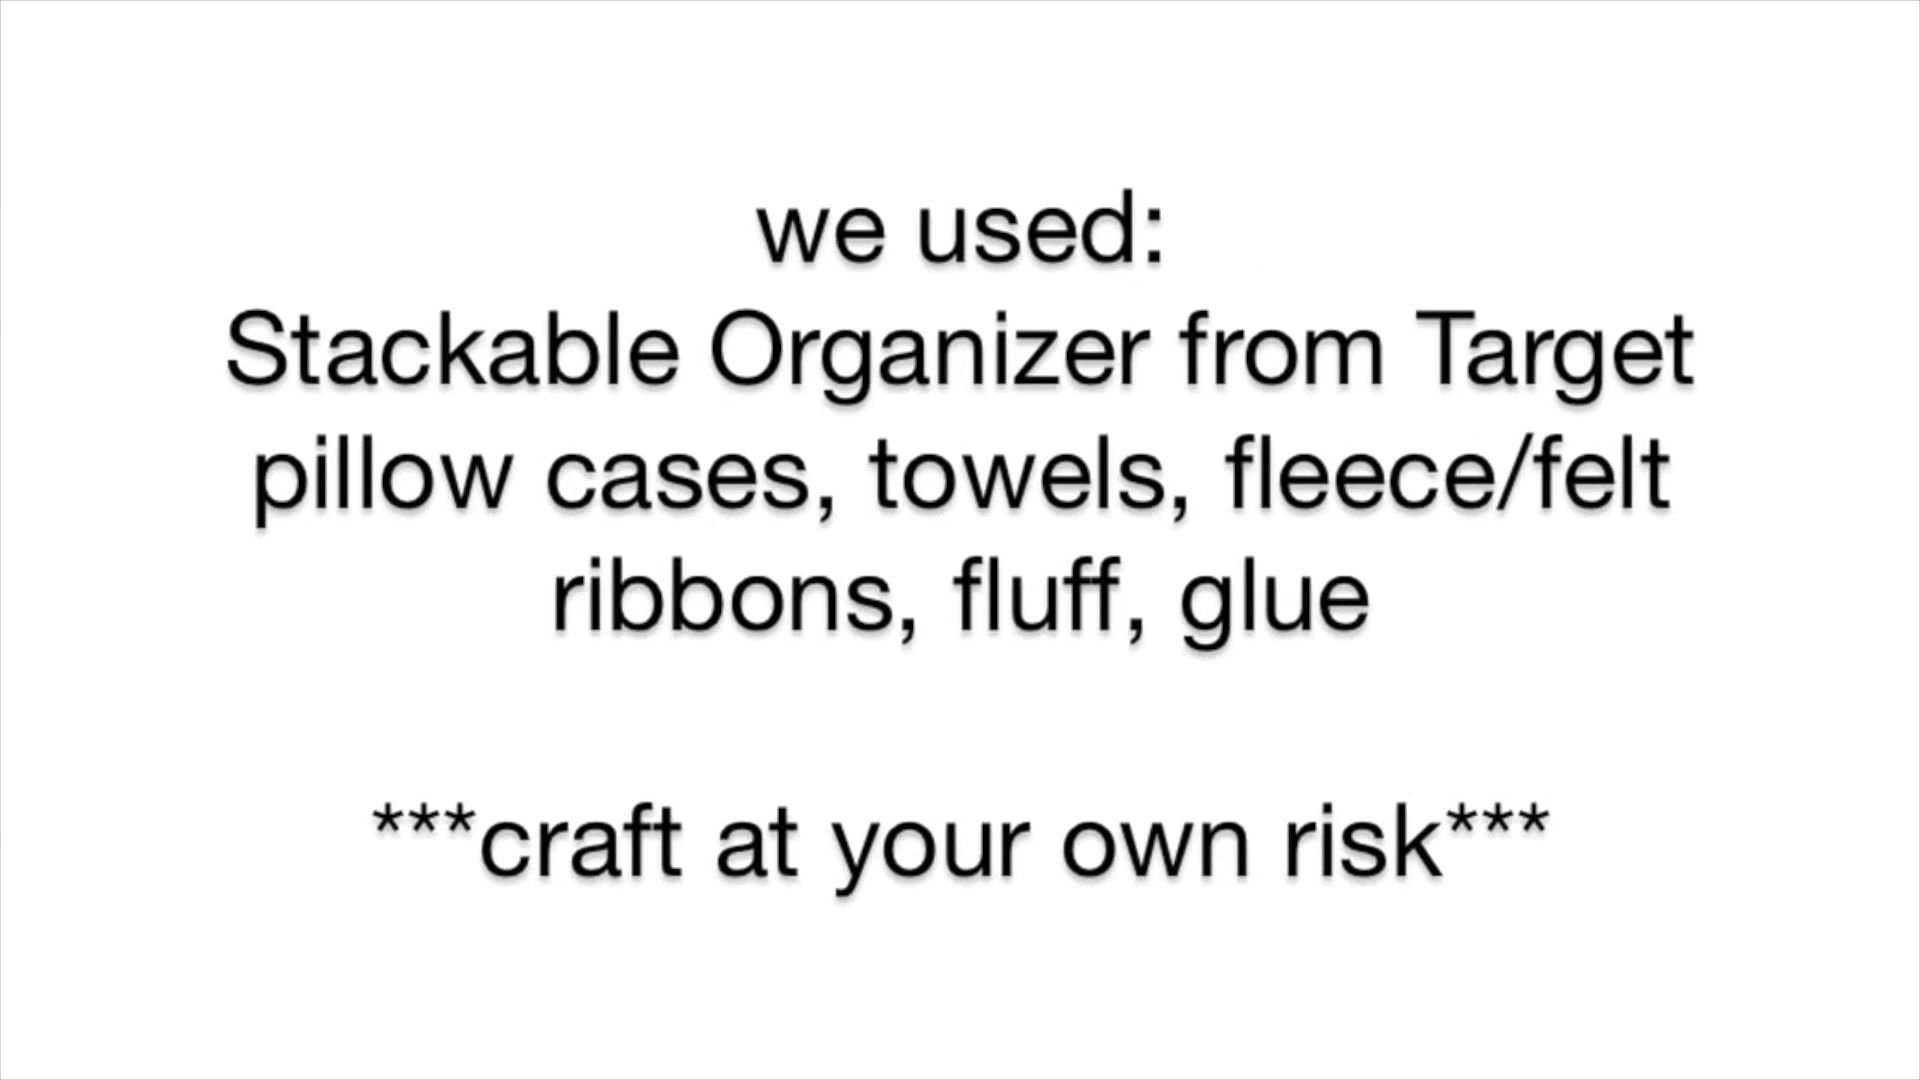 we used:
Stackable Organizer from Target
pillow cases, towels, fleece/felt
ribbons, fluff, glue
***craft at your own risk***